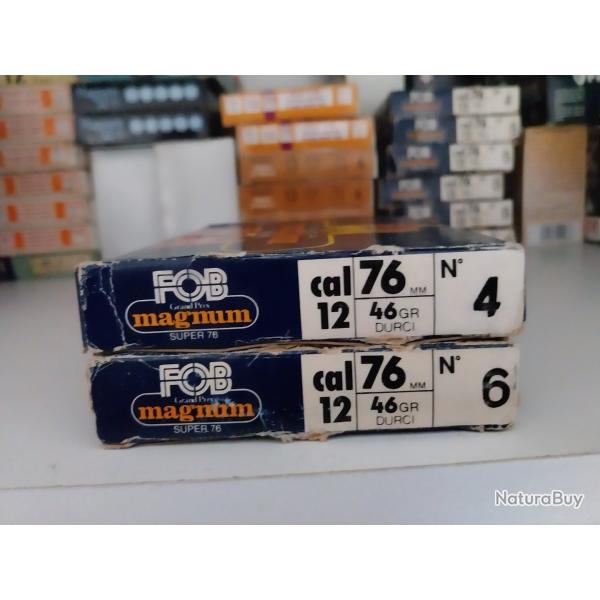 FOB
Grand Prix
magnum
SUPER 76
cal 12
76 MM
46 GR
DURCI
N° 4
FOB
Grand Prix
magnum
SUPER 76
cal 12
76 MM
46 GR
DURCI
N° 6
NaturaBuy